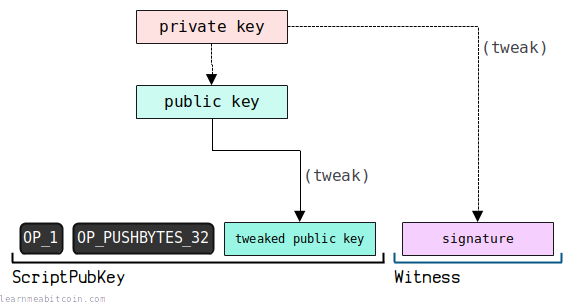 private key
(tweak)
public key
(tweak)
OP_1 OP_PUSHBYTES_32 tweaked public key signature
ScriptPubKey Witness
learnmeabitcoin.com